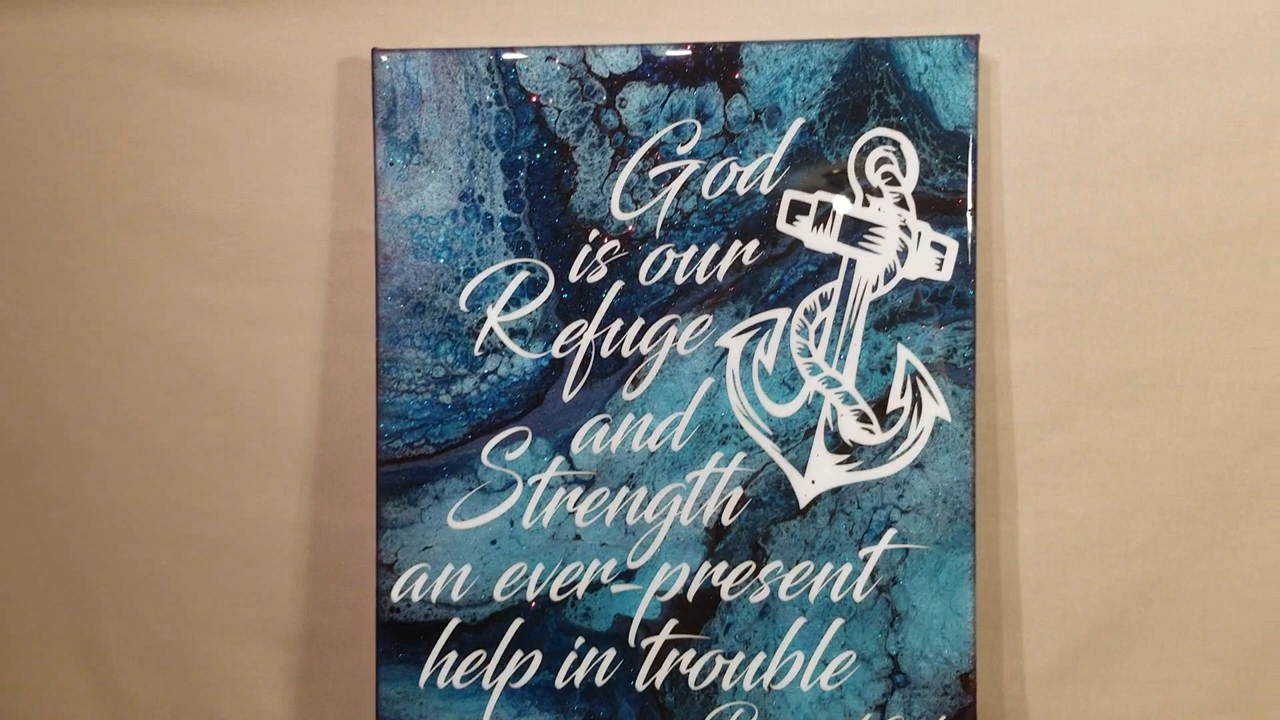 God
is our
Refuge
and
Strength
an ever-present
help in trouble